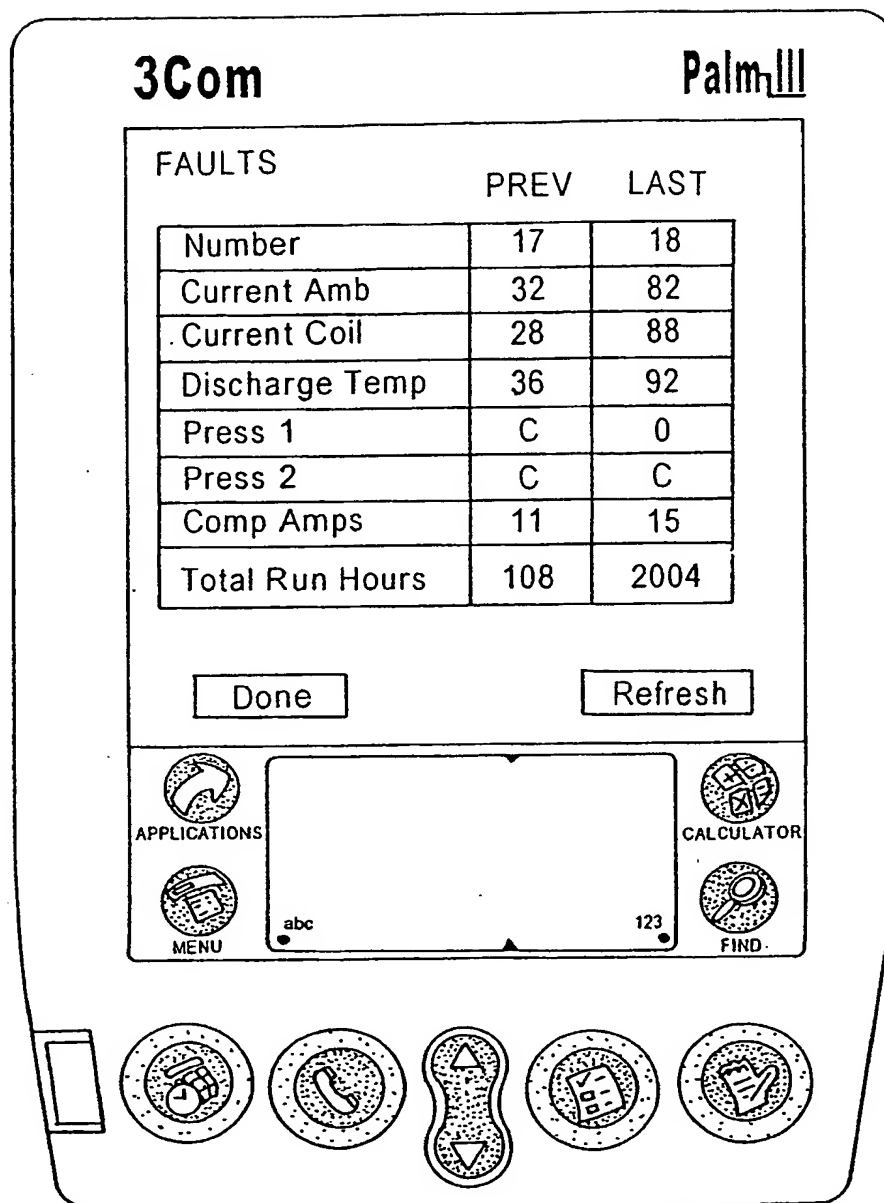 3Com Palm III
FAULTS
PREV LAST
Number 17 18
Current Amb 32 82
Current Coil 28 88
Discharge Temp 36 92
Press 1 C 0
Press 2 C C
Comp Amps 11 15
Total Run Hours 108 2004
Done Refresh
APPLICATIONS CALCULATOR
abc 123
MENU FIND